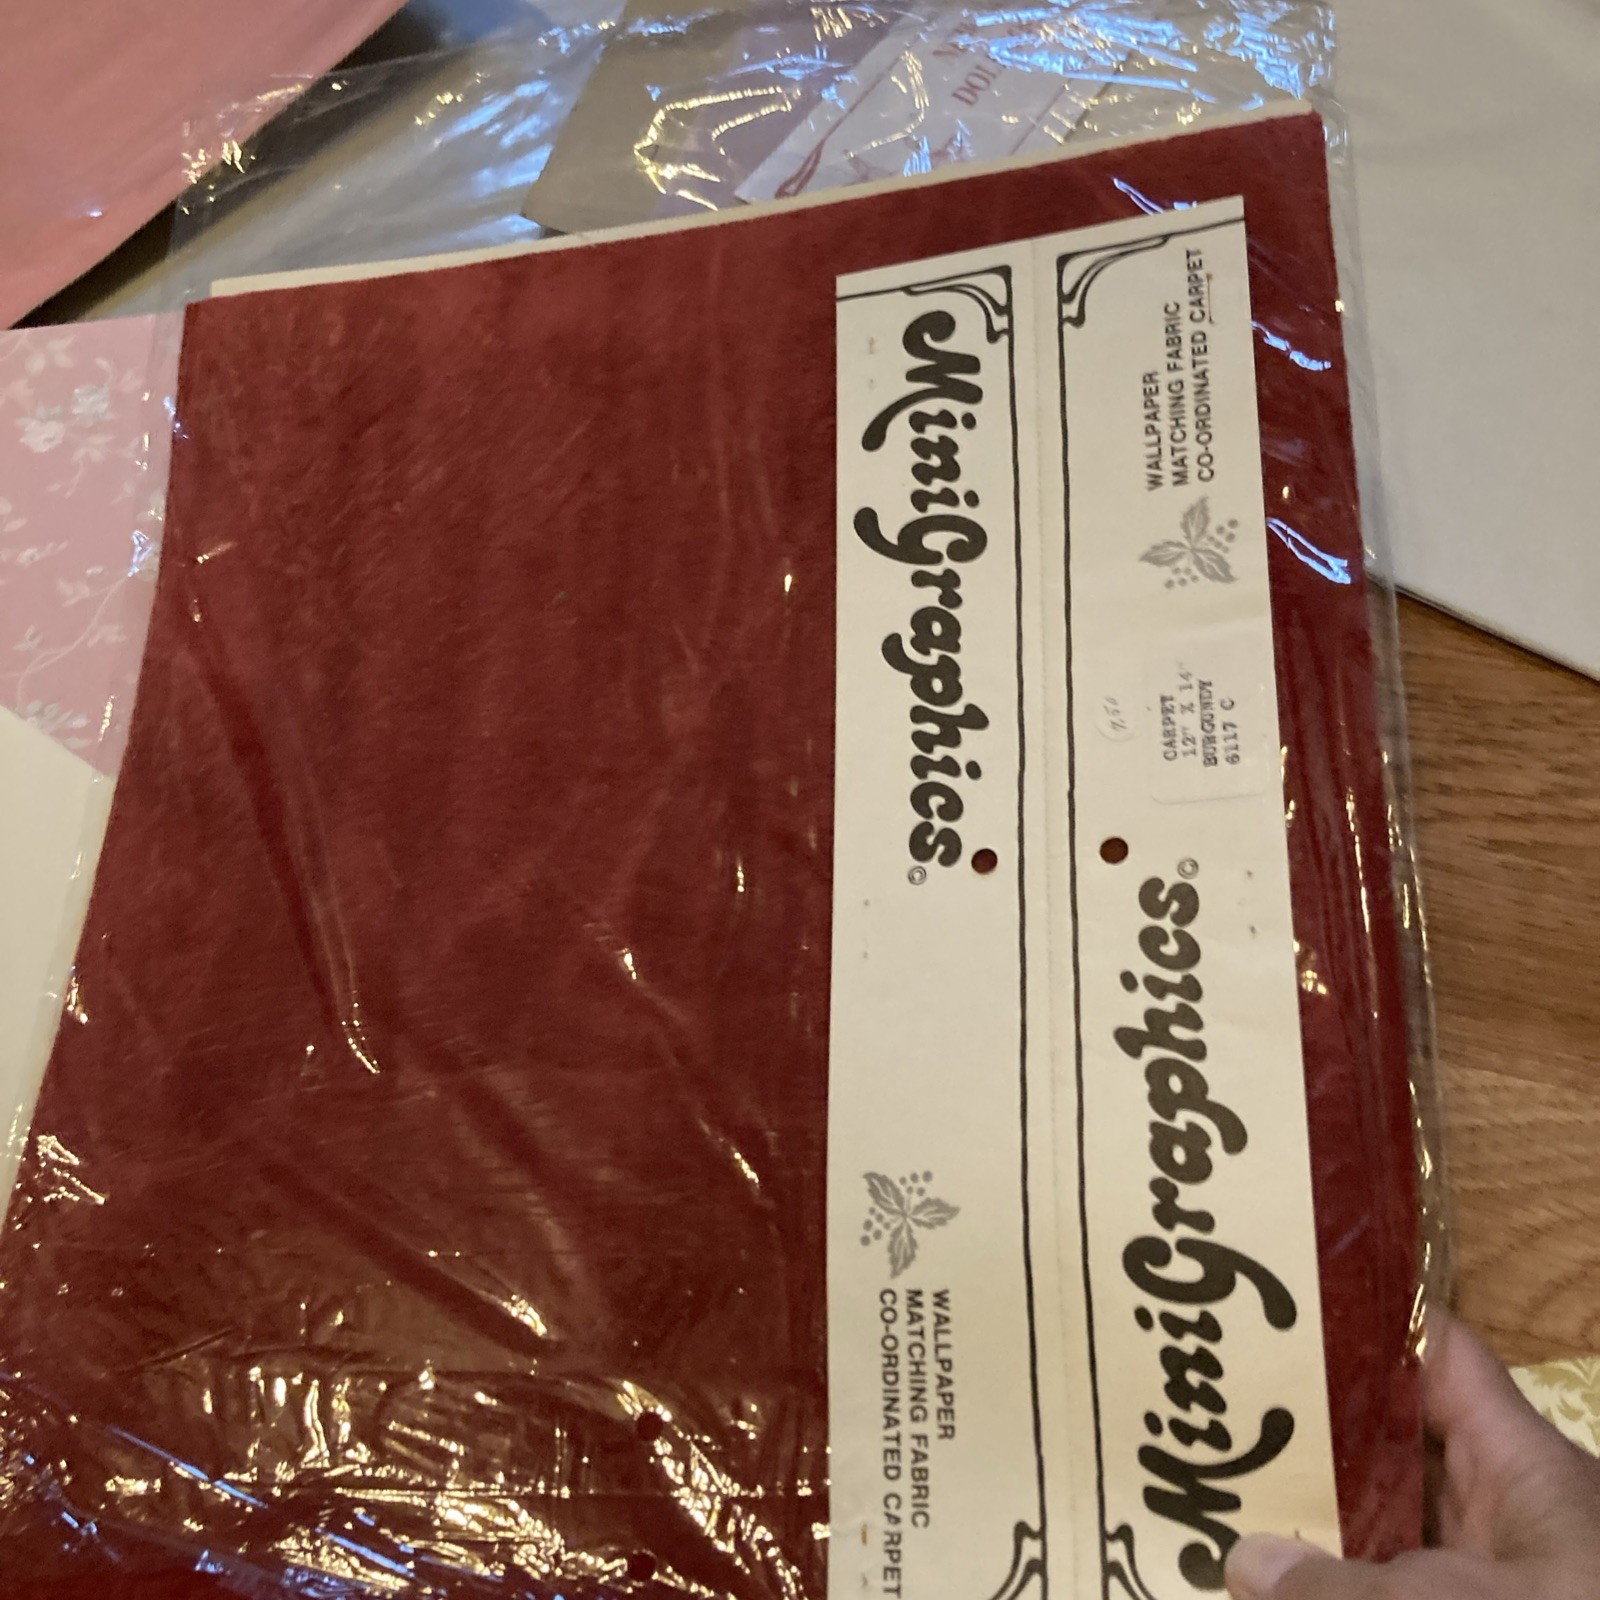 MiniGraphics©
WALLPAPER
MATCHING FABRIC
CO-ORDINATED CARPET
MiniGraphics©
CARPET
12" X 14"
BURGUNDY
6117 C
WALLPAPER
MATCHING FABRIC
CO-ORDINATED CARPET